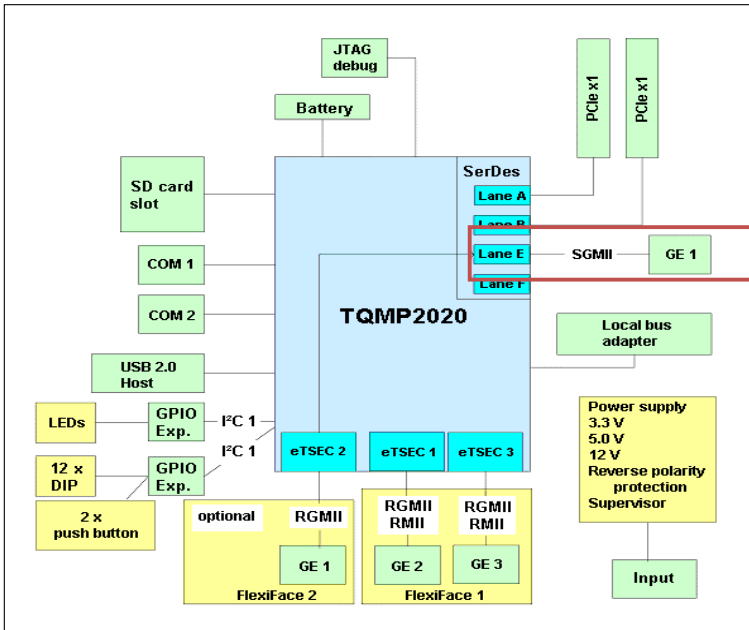 JTAG
debug
Battery
PCIe x1
PCIe x1
SD card
slot
SerDes
Lane A
Lane B
Lane E
SGMII
GE 1
Lane F
COM 1
COM 2
TQMP2020
Local bus
adapter
USB 2.0
Host
LEDs
GPIO
Exp.
I²C 1
I²C 1
12 x
DIP
GPIO
Exp.
2 x
push button
eTSEC 2
eTSEC 1
eTSEC 3
Power supply
3.3 V
5.0 V
12 V
Reverse polarity
protection
Supervisor
optional
RGMII
RGMII
RMII
RGMII
RMII
GE 1
GE 2
GE 3
FlexiFace 2
FlexiFace 1
Input